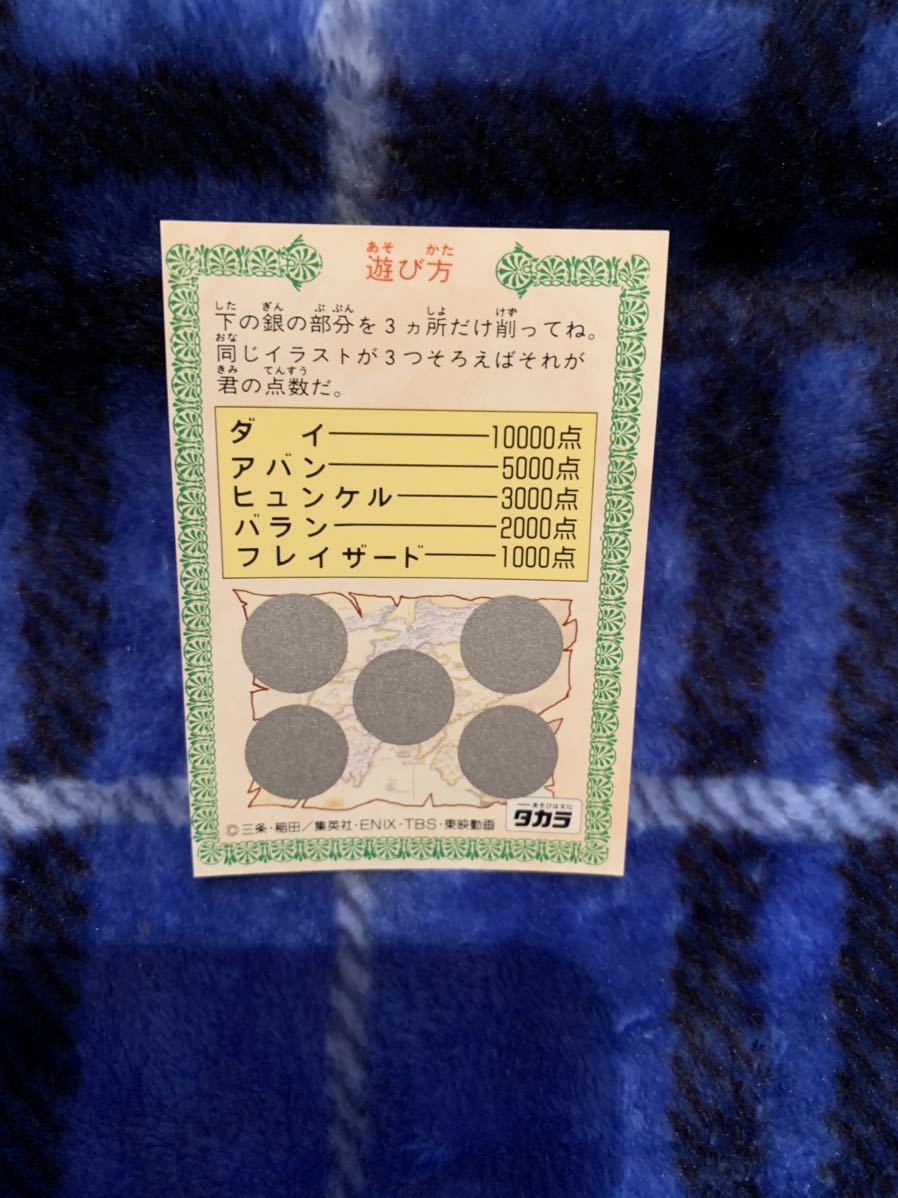 あそ かた
遊び方
した ぎん ぶ ぶん しょ けず
下の銀の部分を3ヵ所だけ削ってね。
おな
同じイラストが3つそろえばそれが
きみ てんすう
君の点数だ。
ダイ——10000点
アバン——5000点
ヒュンケル——3000点
バラン——2000点
フレイザード——1000点
©三条・稲田／集英社・ENIX・TBS・東映動画
あそびは文化
タカラ